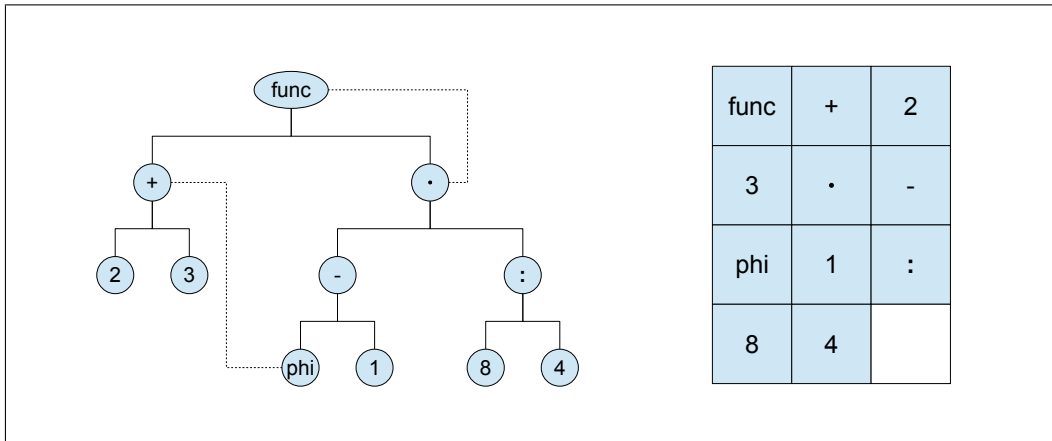 func
+ ·
2 3 - :
phi 1 8 4
func + 2
3 · -
phi 1 :
8 4